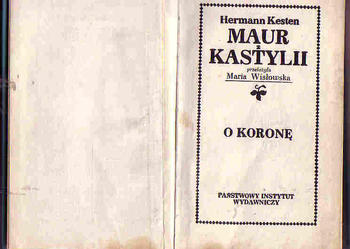 Hermann Kesten
MAUR
Z
KASTYLII
przełożyła
Maria Wisłowska
O KORONĘ
PAŃSTWOWY INSTYTUT
WYDAWNICZY